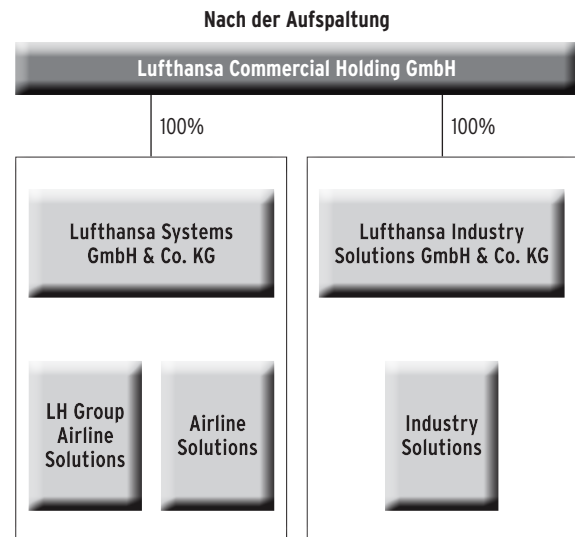 Nach der Aufspaltung
Lufthansa Commercial Holding GmbH
100%
100%
Lufthansa Systems
GmbH & Co. KG
Lufthansa Industry
Solutions GmbH & Co. KG
LH Group
Airline
Solutions
Airline
Solutions
Industry
Solutions